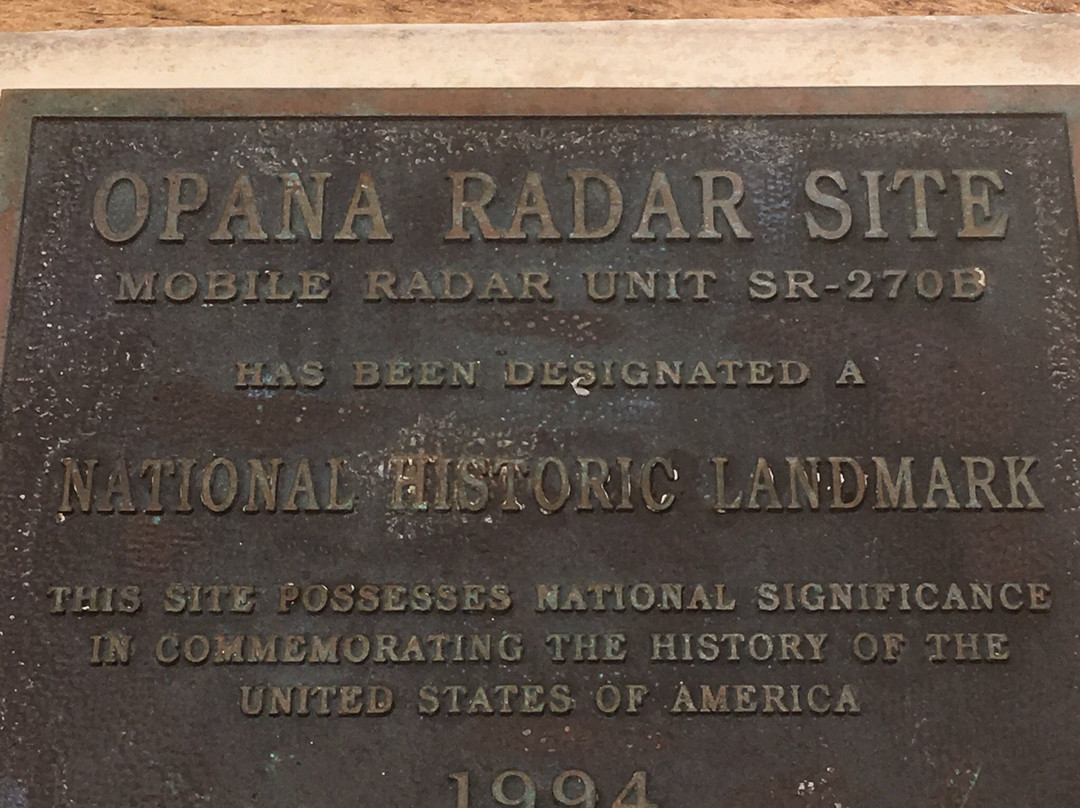 OPANA RADAR SITE
MOBILE RADAR UNIT SR-270B
HAS BEEN DESIGNATED A
NATIONAL HISTORIC LANDMARK
THIS SITE POSSESSES NATIONAL SIGNIFICANCE
IN COMMEMORATING THE HISTORY OF THE
UNITED STATES OF AMERICA
1994